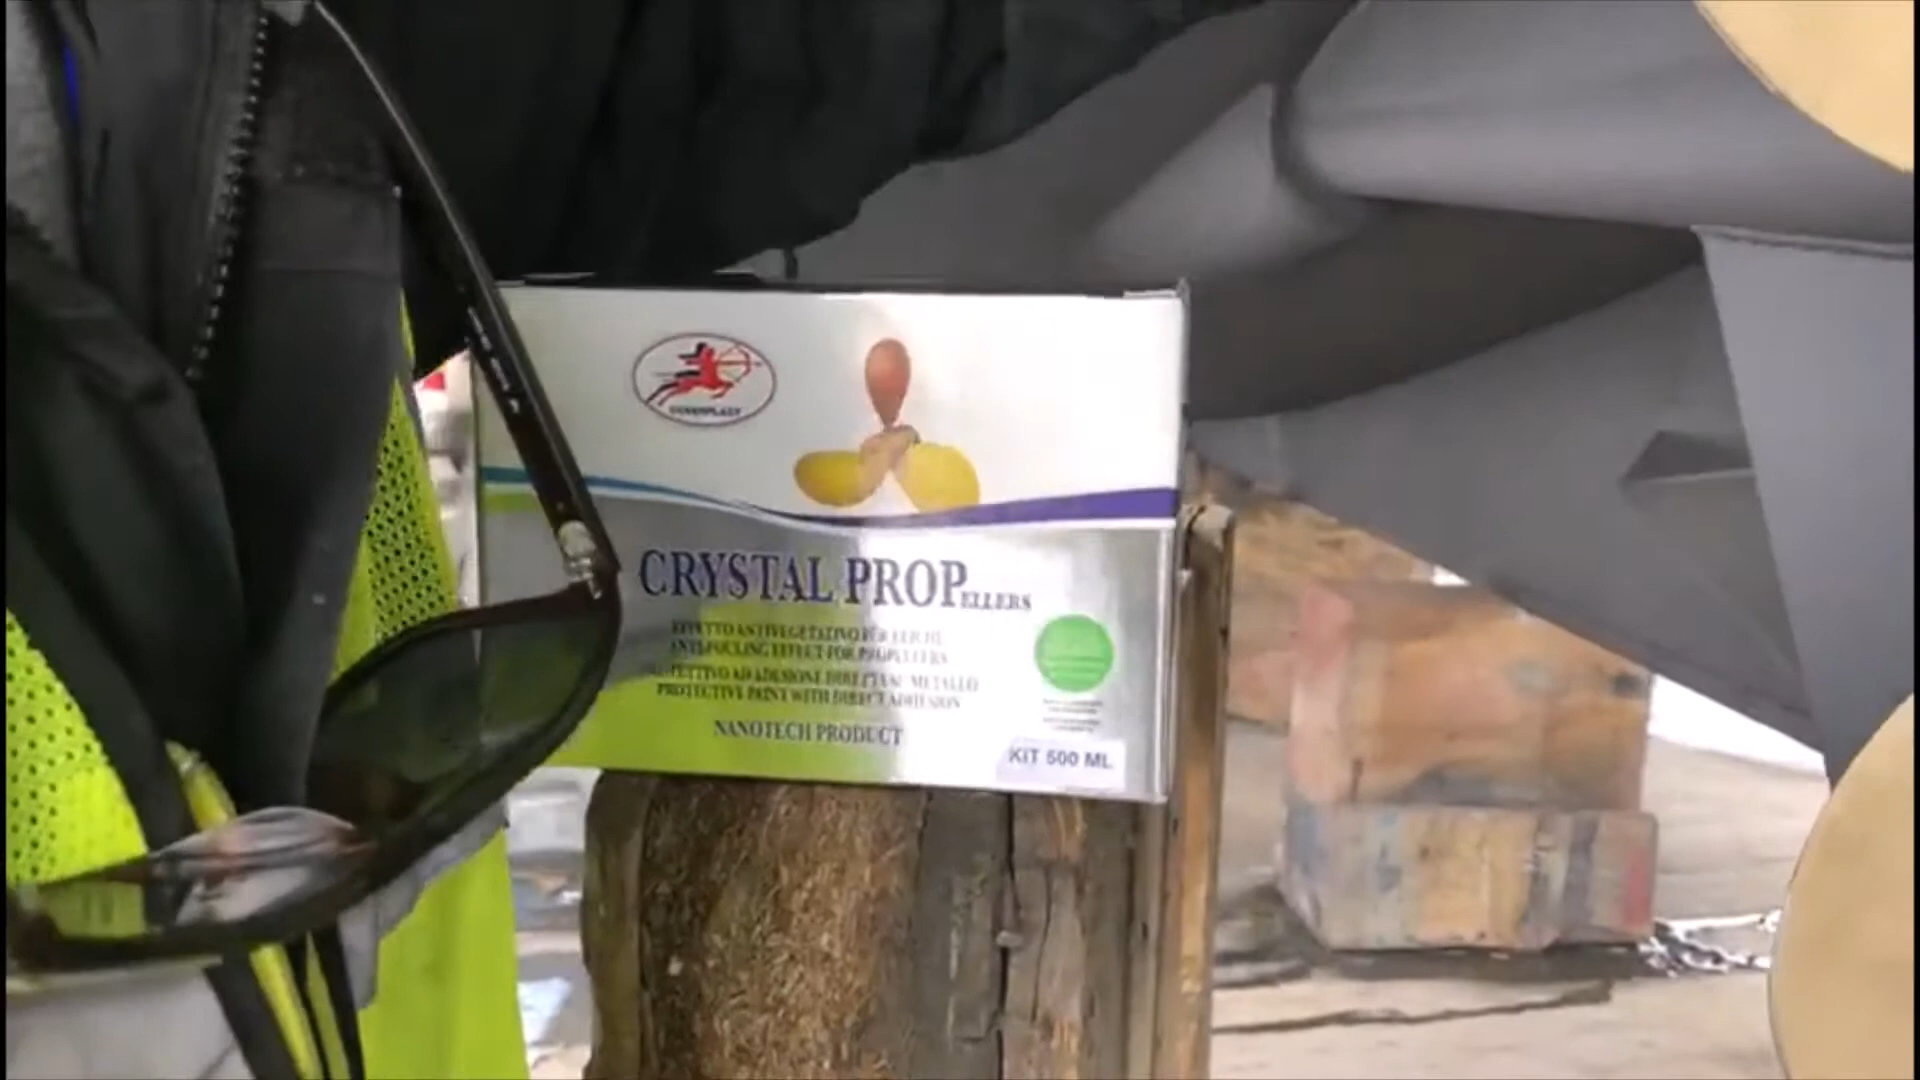 CRYSTAL PROPELLERS
EFFETTO ANTIVEGETATIVO PER ELICHE
ANTIFOULING EFFECT FOR PROPELLERS
PROTETTIVO AD ADESIONE DIRETTA SU METALLO
PROTECTIVE PAINT WITH DIRECT ADHESION
NANOTECH PRODUCT
KIT 500 ML